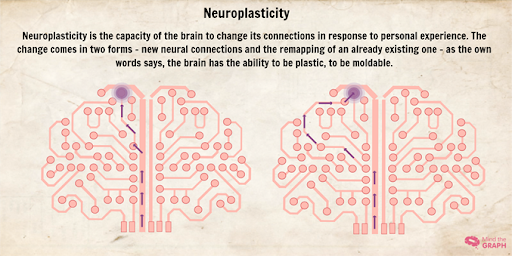 Neuroplasticity
Neuroplasticity is the capacity of the brain to change its connections in response to personal experience. The
change comes in two forms - new neural connections and the remapping of an already existing one - as the own
words says, the brain has the ability to be plastic, to be moldable.
Mind the
GRAPH